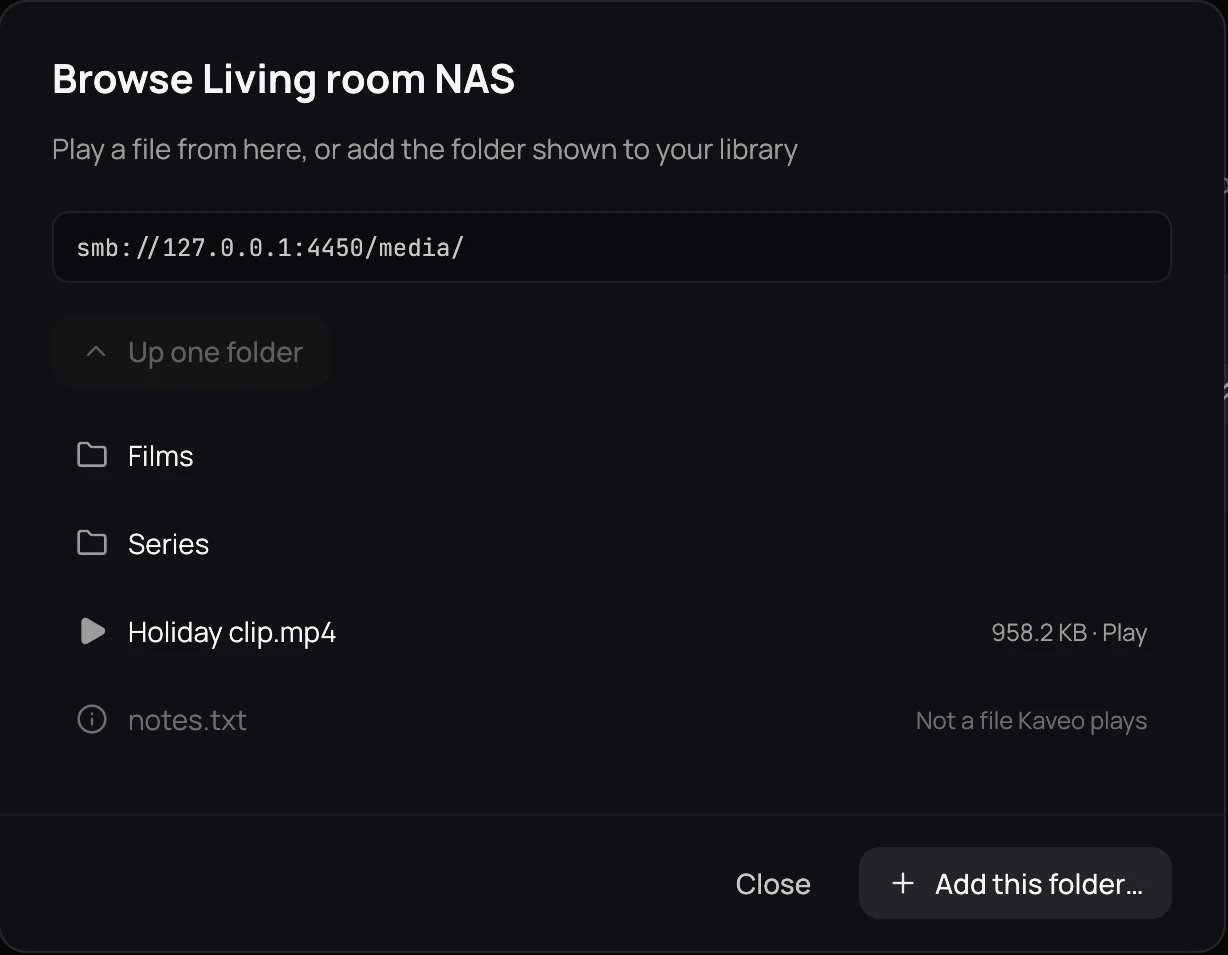 Browse Living room NAS
Play a file from here, or add the folder shown to your library
smb://127.0.0.1:4450/media/
Up one folder
Films
Series
Holiday clip.mp4 958.2 KB · Play
notes.txt Not a file Kaveo plays
Close + Add this folder…